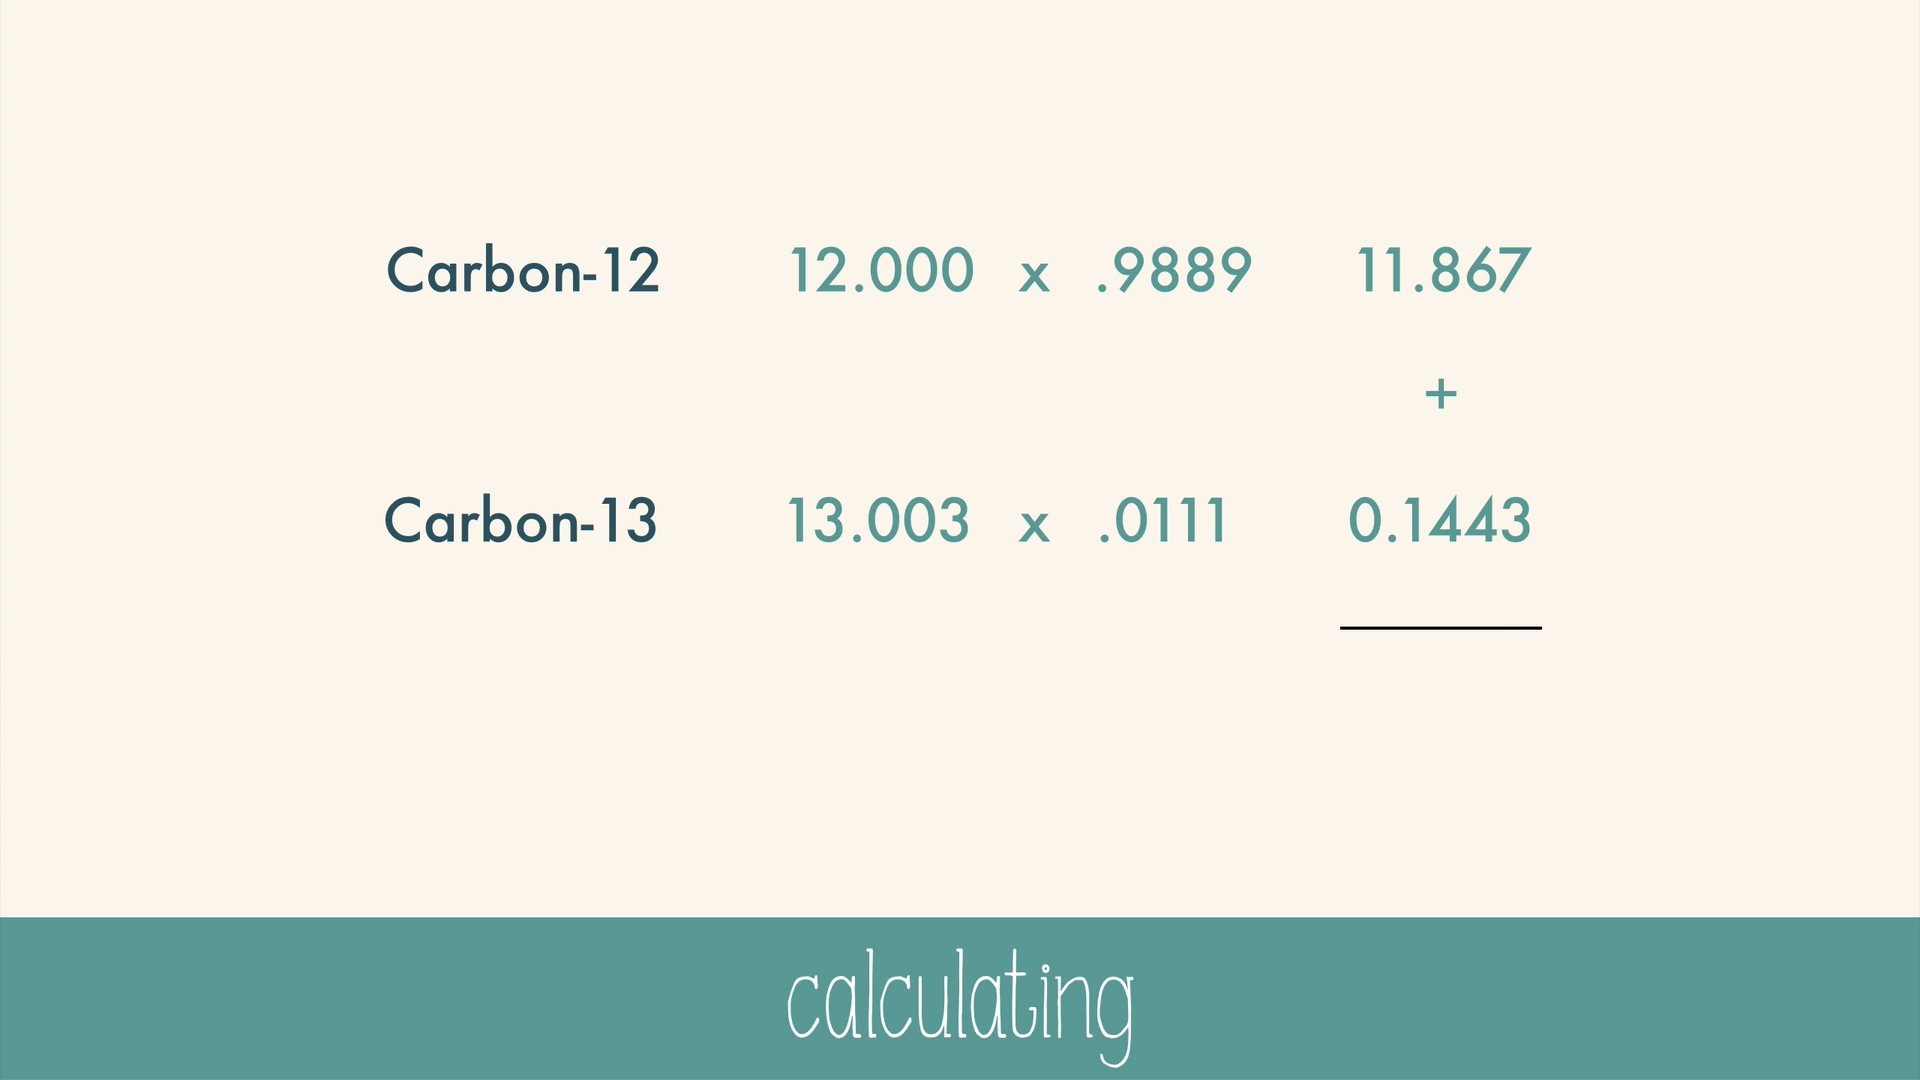 Carbon-12 12.000 x .9889 11.867
+
Carbon-13 13.003 x .0111 0.1443
calculating